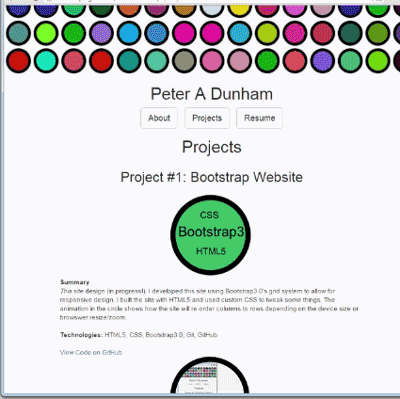 Peter A Dunham
About Projects Resume
Projects
Project #1: Bootstrap Website
CSS
Bootstrap3
HTML5
Summary
This site design (in progress!). I developed this site using Bootstrap3.0's grid system to allow for
responsive design. I built the site with HTML5 and used custom CSS to tweak some things. The
animation in the circle shows how the site will re order columns to rows depending on the device size or
browswer resize/zoom.
Technologies: HTML5, CSS, Bootstrap3.0, Git, GitHub
View Code on GitHub